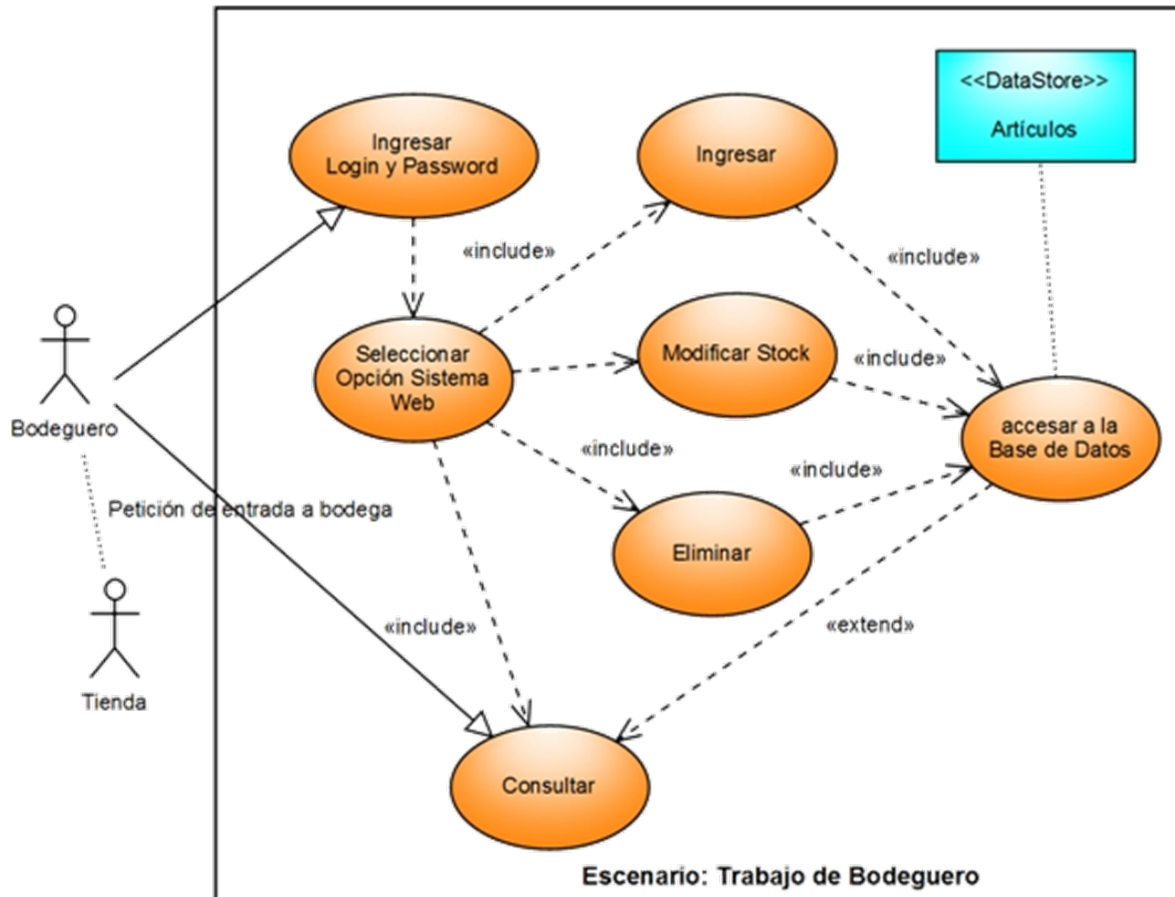 <<DataStore>>
Artículos
Ingresar
Login y Password
Ingresar
«include»
«include»
Seleccionar
Opción Sistema
Web
Modificar Stock
«include»
accesar a la
Base de Datos
Bodeguero
«include»
«include»
Petición de entrada a bodega
Eliminar
«include»
«extend»
Tienda
Consultar
Escenario: Trabajo de Bodeguero